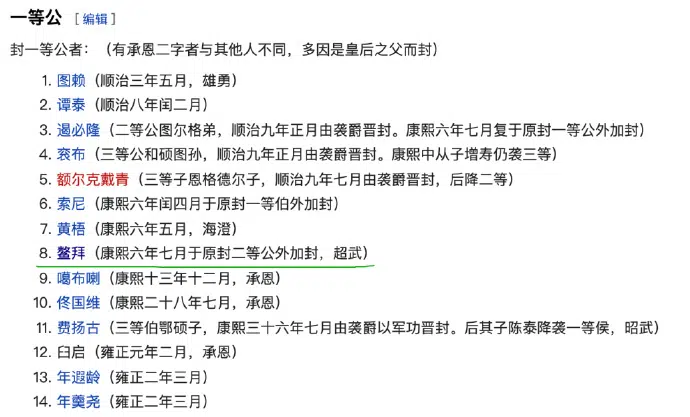 一等公 [编辑]
封一等公者：（有承恩二字者与其他人不同，多因是皇后之父而封）
1. 图赖（顺治三年五月，雄勇）
2. 谭泰（顺治八年闰二月）
3. 遏必隆（二等公图尔格弟，顺治九年正月由袭爵晋封。康熙六年七月复于原封一等公外加封）
4. 衮布（三等公和硕图孙，顺治九年正月由袭爵晋封。康熙中从子增寿仍袭三等）
5. 额尔克戴青（三等子恩格德尔子，顺治九年七月由袭爵晋封，后降二等）
6. 索尼（康熙六年闰四月于原封一等伯外加封）
7. 黄梧（康熙六年五月，海澄）
8. 鳌拜（康熙六年七月于原封二等公外加封，超武）
9. 噶布喇（康熙十三年十二月，承恩）
10. 佟国维（康熙二十八年七月，承恩）
11. 费扬古（三等伯鄂硕子，康熙三十六年七月由袭爵以军功晋封。后其子陈泰降袭一等侯，昭武）
12. 臼启（雍正元年二月，承恩）
13. 年遐龄（雍正二年三月）
14. 年羹尧（雍正二年三月）